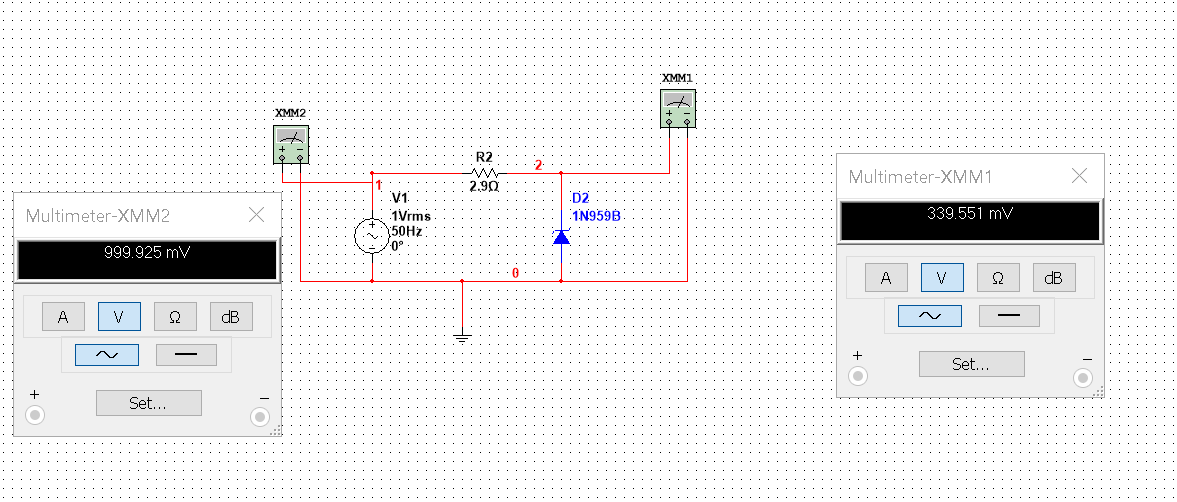 XMM1
XMM2
R2
2
2.9Ω
1
V1
1Vrms
50Hz
0°
D2
1N959B
0
Multimeter-XMM2
999.925 mV
A V Ω dB
+ −
Set...
Multimeter-XMM1
339.551 mV
A V Ω dB
+ −
Set...